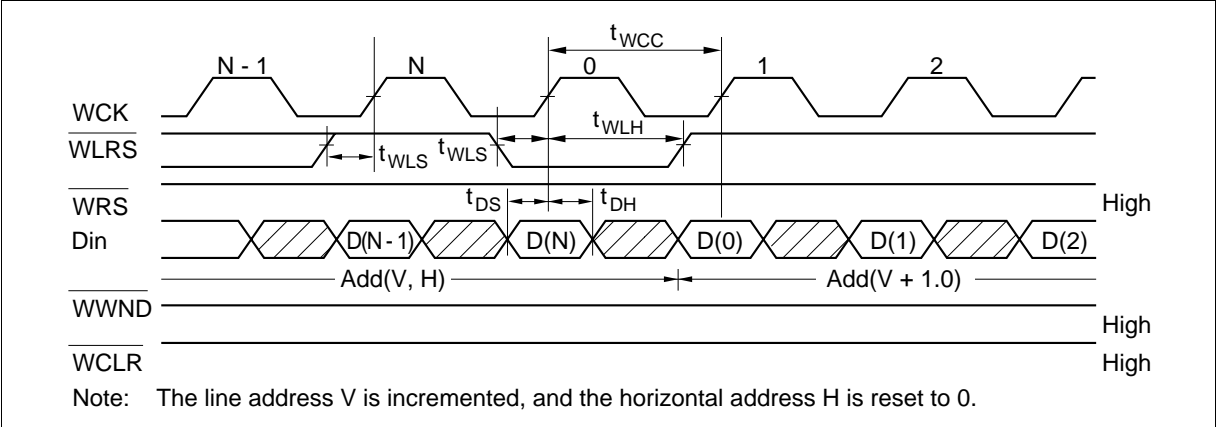 tWCC
N - 1 N 0 1 2
WCK
tWLH
WLRS
tWLS tWLS
WRS
tDS tDH
High
Din D(N - 1) D(N) D(0) D(1) D(2)
Add(V, H) Add(V + 1.0)
WWND
High
WCLR
High
Note: The line address V is incremented, and the horizontal address H is reset to 0.